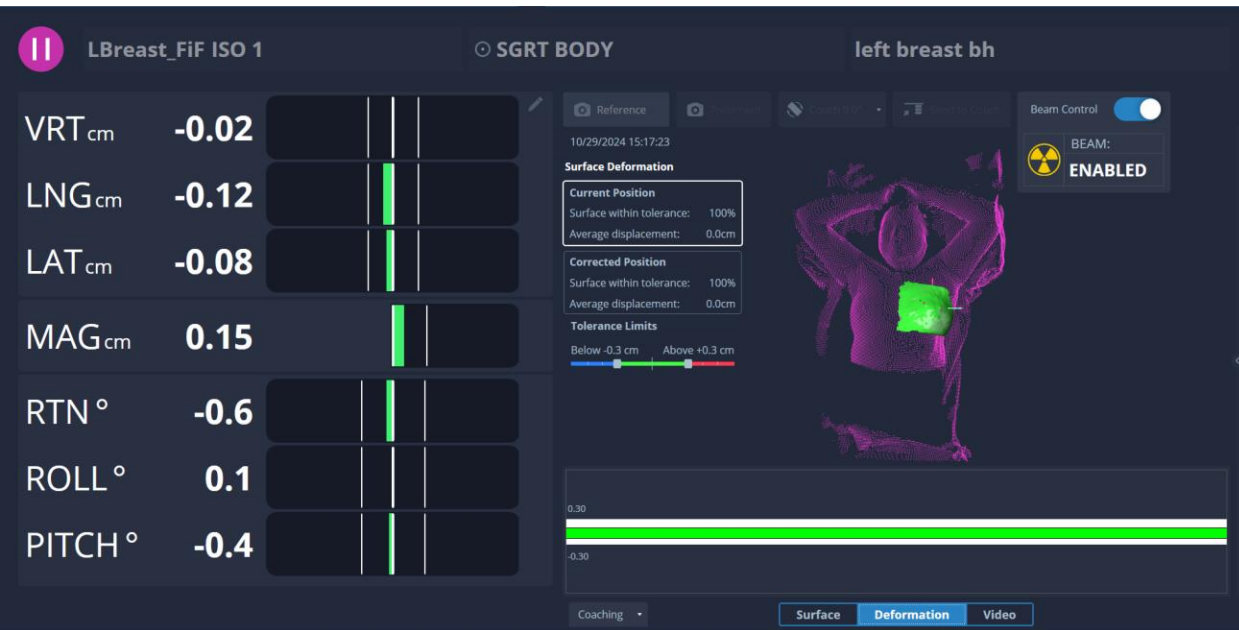 LBreast_FiF ISO 1
SGRT BODY
left breast bh
VRT cm -0.02
LNG cm -0.12
LAT cm -0.08
MAG cm 0.15
RTN ° -0.6
ROLL ° 0.1
PITCH ° -0.4
Reference
10/29/2024 15:17:23
Surface Deformation
Current Position
Surface within tolerance: 100%
Average displacement: 0.0cm
Corrected Position
Surface within tolerance: 100%
Average displacement: 0.0cm
Tolerance Limits
Below -0.3 cm Above +0.3 cm
Beam Control
BEAM:
ENABLED
0.30
-0.30
Coaching
Surface Deformation Video